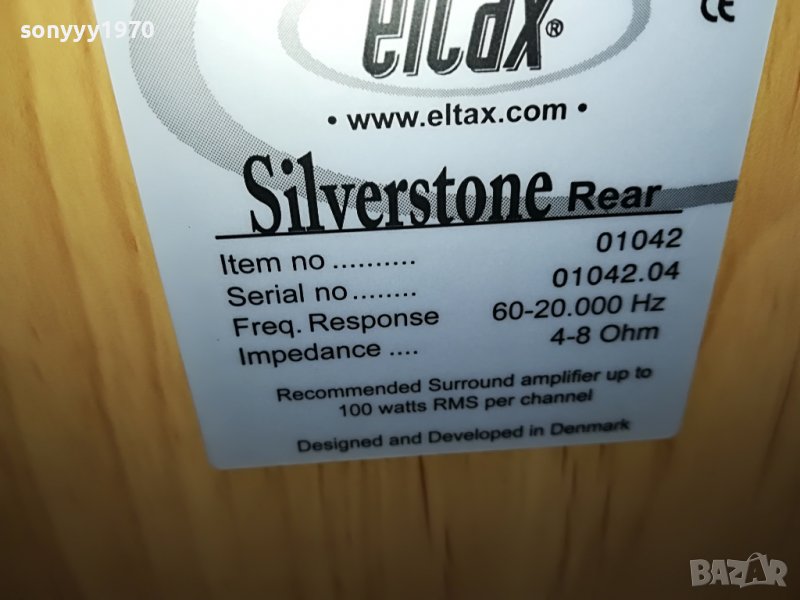 sonyyy1970
eltax®
CE
• www.eltax.com •
Silverstone Rear
Item no .......... 01042
Serial no ........ 01042.04
Freq. Response 60-20.000 Hz
Impedance .... 4-8 Ohm
Recommended Surround amplifier up to
100 watts RMS per channel
Designed and Developed in Denmark
BAZAR